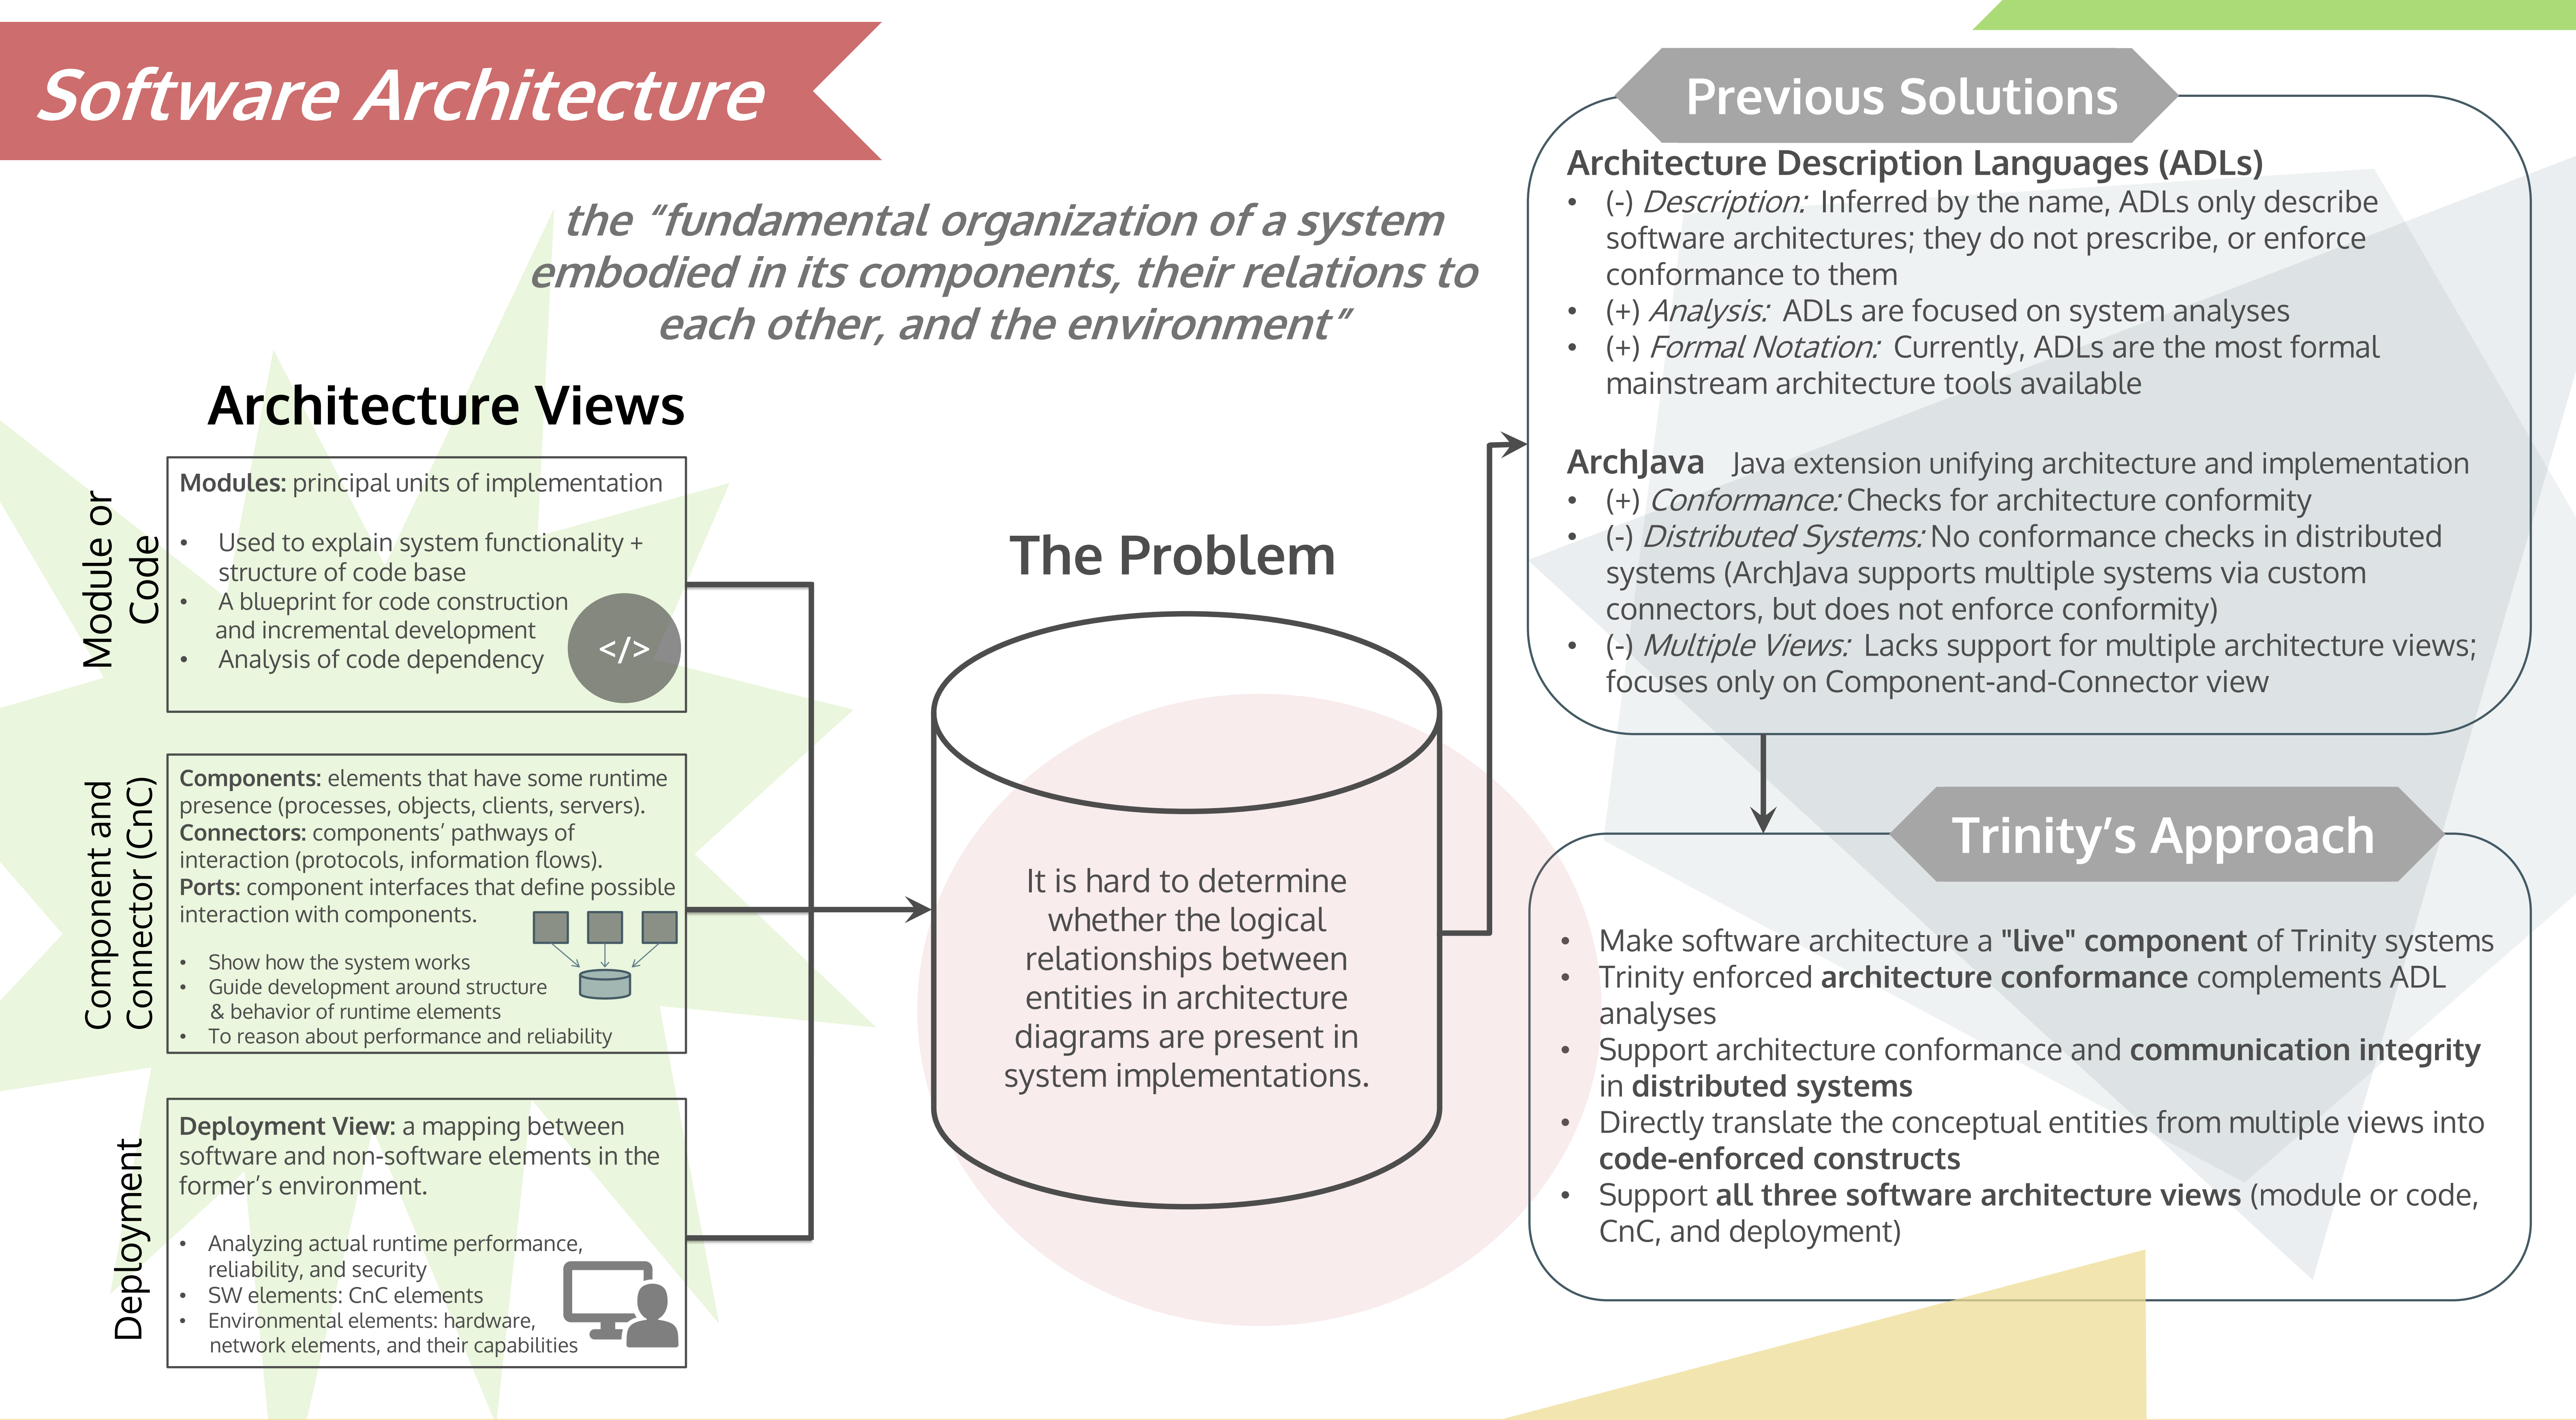 Software Architecture
the “fundamental organization of a system
embodied in its components, their relations to
each other, and the environment”
Architecture Views
Module or
Code
Modules: principal units of implementation
• Used to explain system functionality +
structure of code base
• A blueprint for code construction
and incremental development
• Analysis of code dependency
</>
Component and
Connector (CnC)
Components: elements that have some runtime
presence (processes, objects, clients, servers).
Connectors: components’ pathways of
interaction (protocols, information flows).
Ports: component interfaces that define possible
interaction with components.
• Show how the system works
• Guide development around structure
& behavior of runtime elements
• To reason about performance and reliability
Deployment
Deployment View: a mapping between
software and non-software elements in the
former’s environment.
• Analyzing actual runtime performance,
reliability, and security
• SW elements: CnC elements
• Environmental elements: hardware,
network elements, and their capabilities
The Problem
It is hard to determine
whether the logical
relationships between
entities in architecture
diagrams are present in
system implementations.
Previous Solutions
Architecture Description Languages (ADLs)
• (-) Description: Inferred by the name, ADLs only describe
software architectures; they do not prescribe, or enforce
conformance to them
• (+) Analysis: ADLs are focused on system analyses
• (+) Formal Notation: Currently, ADLs are the most formal
mainstream architecture tools available
ArchJava Java extension unifying architecture and implementation
• (+) Conformance: Checks for architecture conformity
• (-) Distributed Systems: No conformance checks in distributed
systems (ArchJava supports multiple systems via custom
connectors, but does not enforce conformity)
• (-) Multiple Views: Lacks support for multiple architecture views;
focuses only on Component-and-Connector view
Trinity’s Approach
• Make software architecture a "live" component of Trinity systems
• Trinity enforced architecture conformance complements ADL
analyses
• Support architecture conformance and communication integrity
in distributed systems
• Directly translate the conceptual entities from multiple views into
code-enforced constructs
• Support all three software architecture views (module or code,
CnC, and deployment)